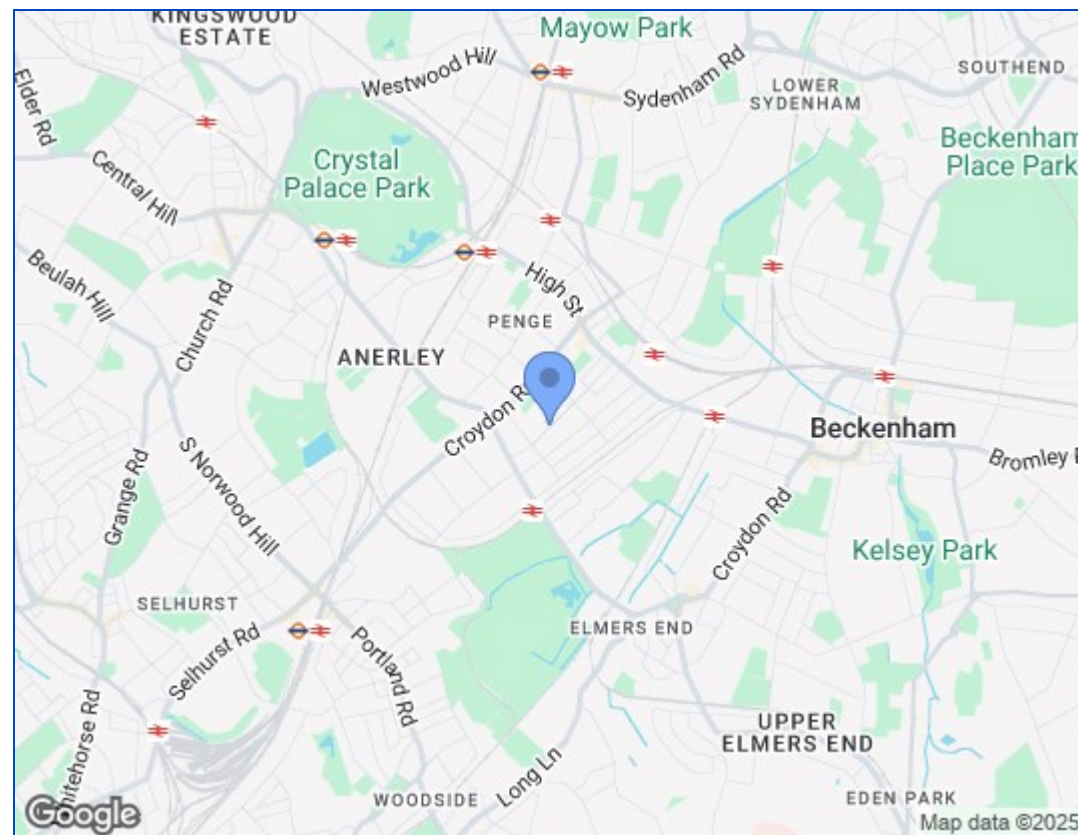 KINGSWOOD
ESTATE
Mayow Park
Westwood Hill
Sydenham Rd
SOUTHEND
LOWER
SYDENHAM
Elder Rd
Beckenham
Place Park
Crystal
Palace Park
Central Hill
Beulah Hill
Church Rd
High St
PENGE
ANERLEY
Croydon R
Beckenham
Bromley R
S Norwood Hill
Grange Rd
Croydon Rd
Kelsey Park
SELHURST
ELMERS END
Selhurst Rd
Portland Rd
Whitehorse Rd
UPPER
ELMERS END
Long Ln
WOODSIDE
EDEN PARK
Google
Map data ©2025